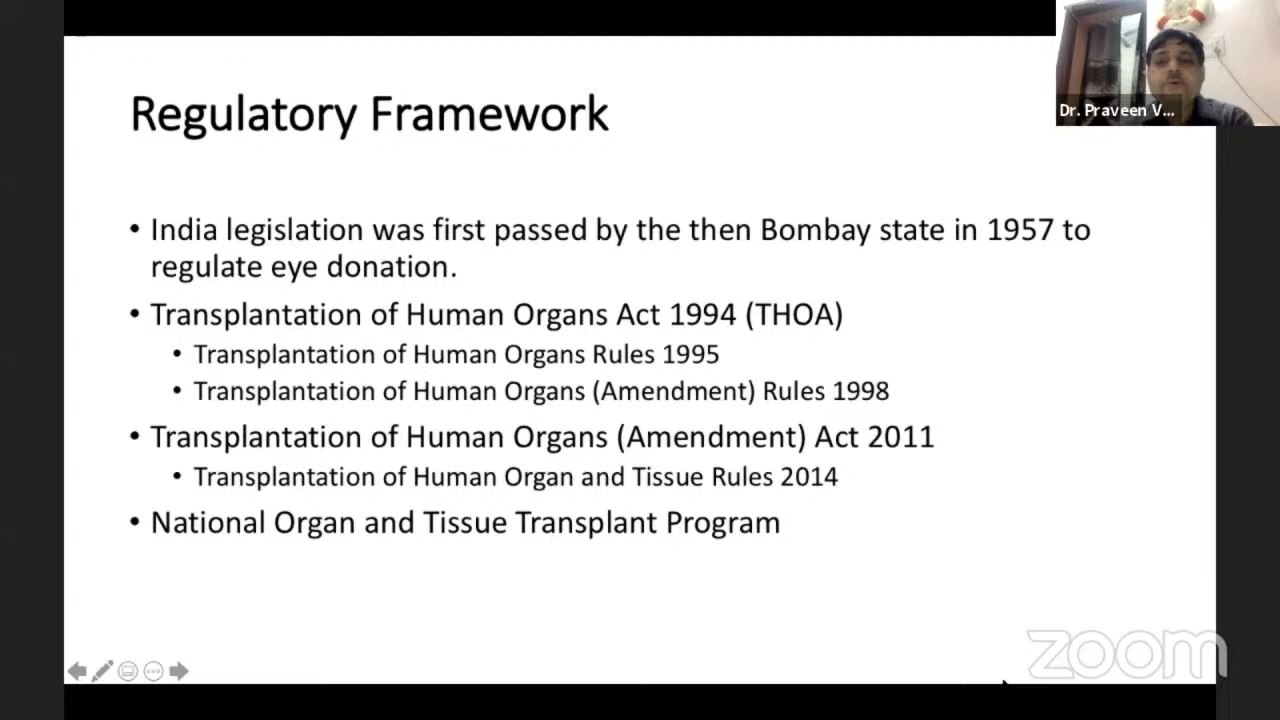 Regulatory Framework
Dr. Praveen V...
• India legislation was first passed by the then Bombay state in 1957 to
regulate eye donation.
• Transplantation of Human Organs Act 1994 (THOA)
• Transplantation of Human Organs Rules 1995
• Transplantation of Human Organs (Amendment) Rules 1998
• Transplantation of Human Organs (Amendment) Act 2011
• Transplantation of Human Organ and Tissue Rules 2014
• National Organ and Tissue Transplant Program
zoom